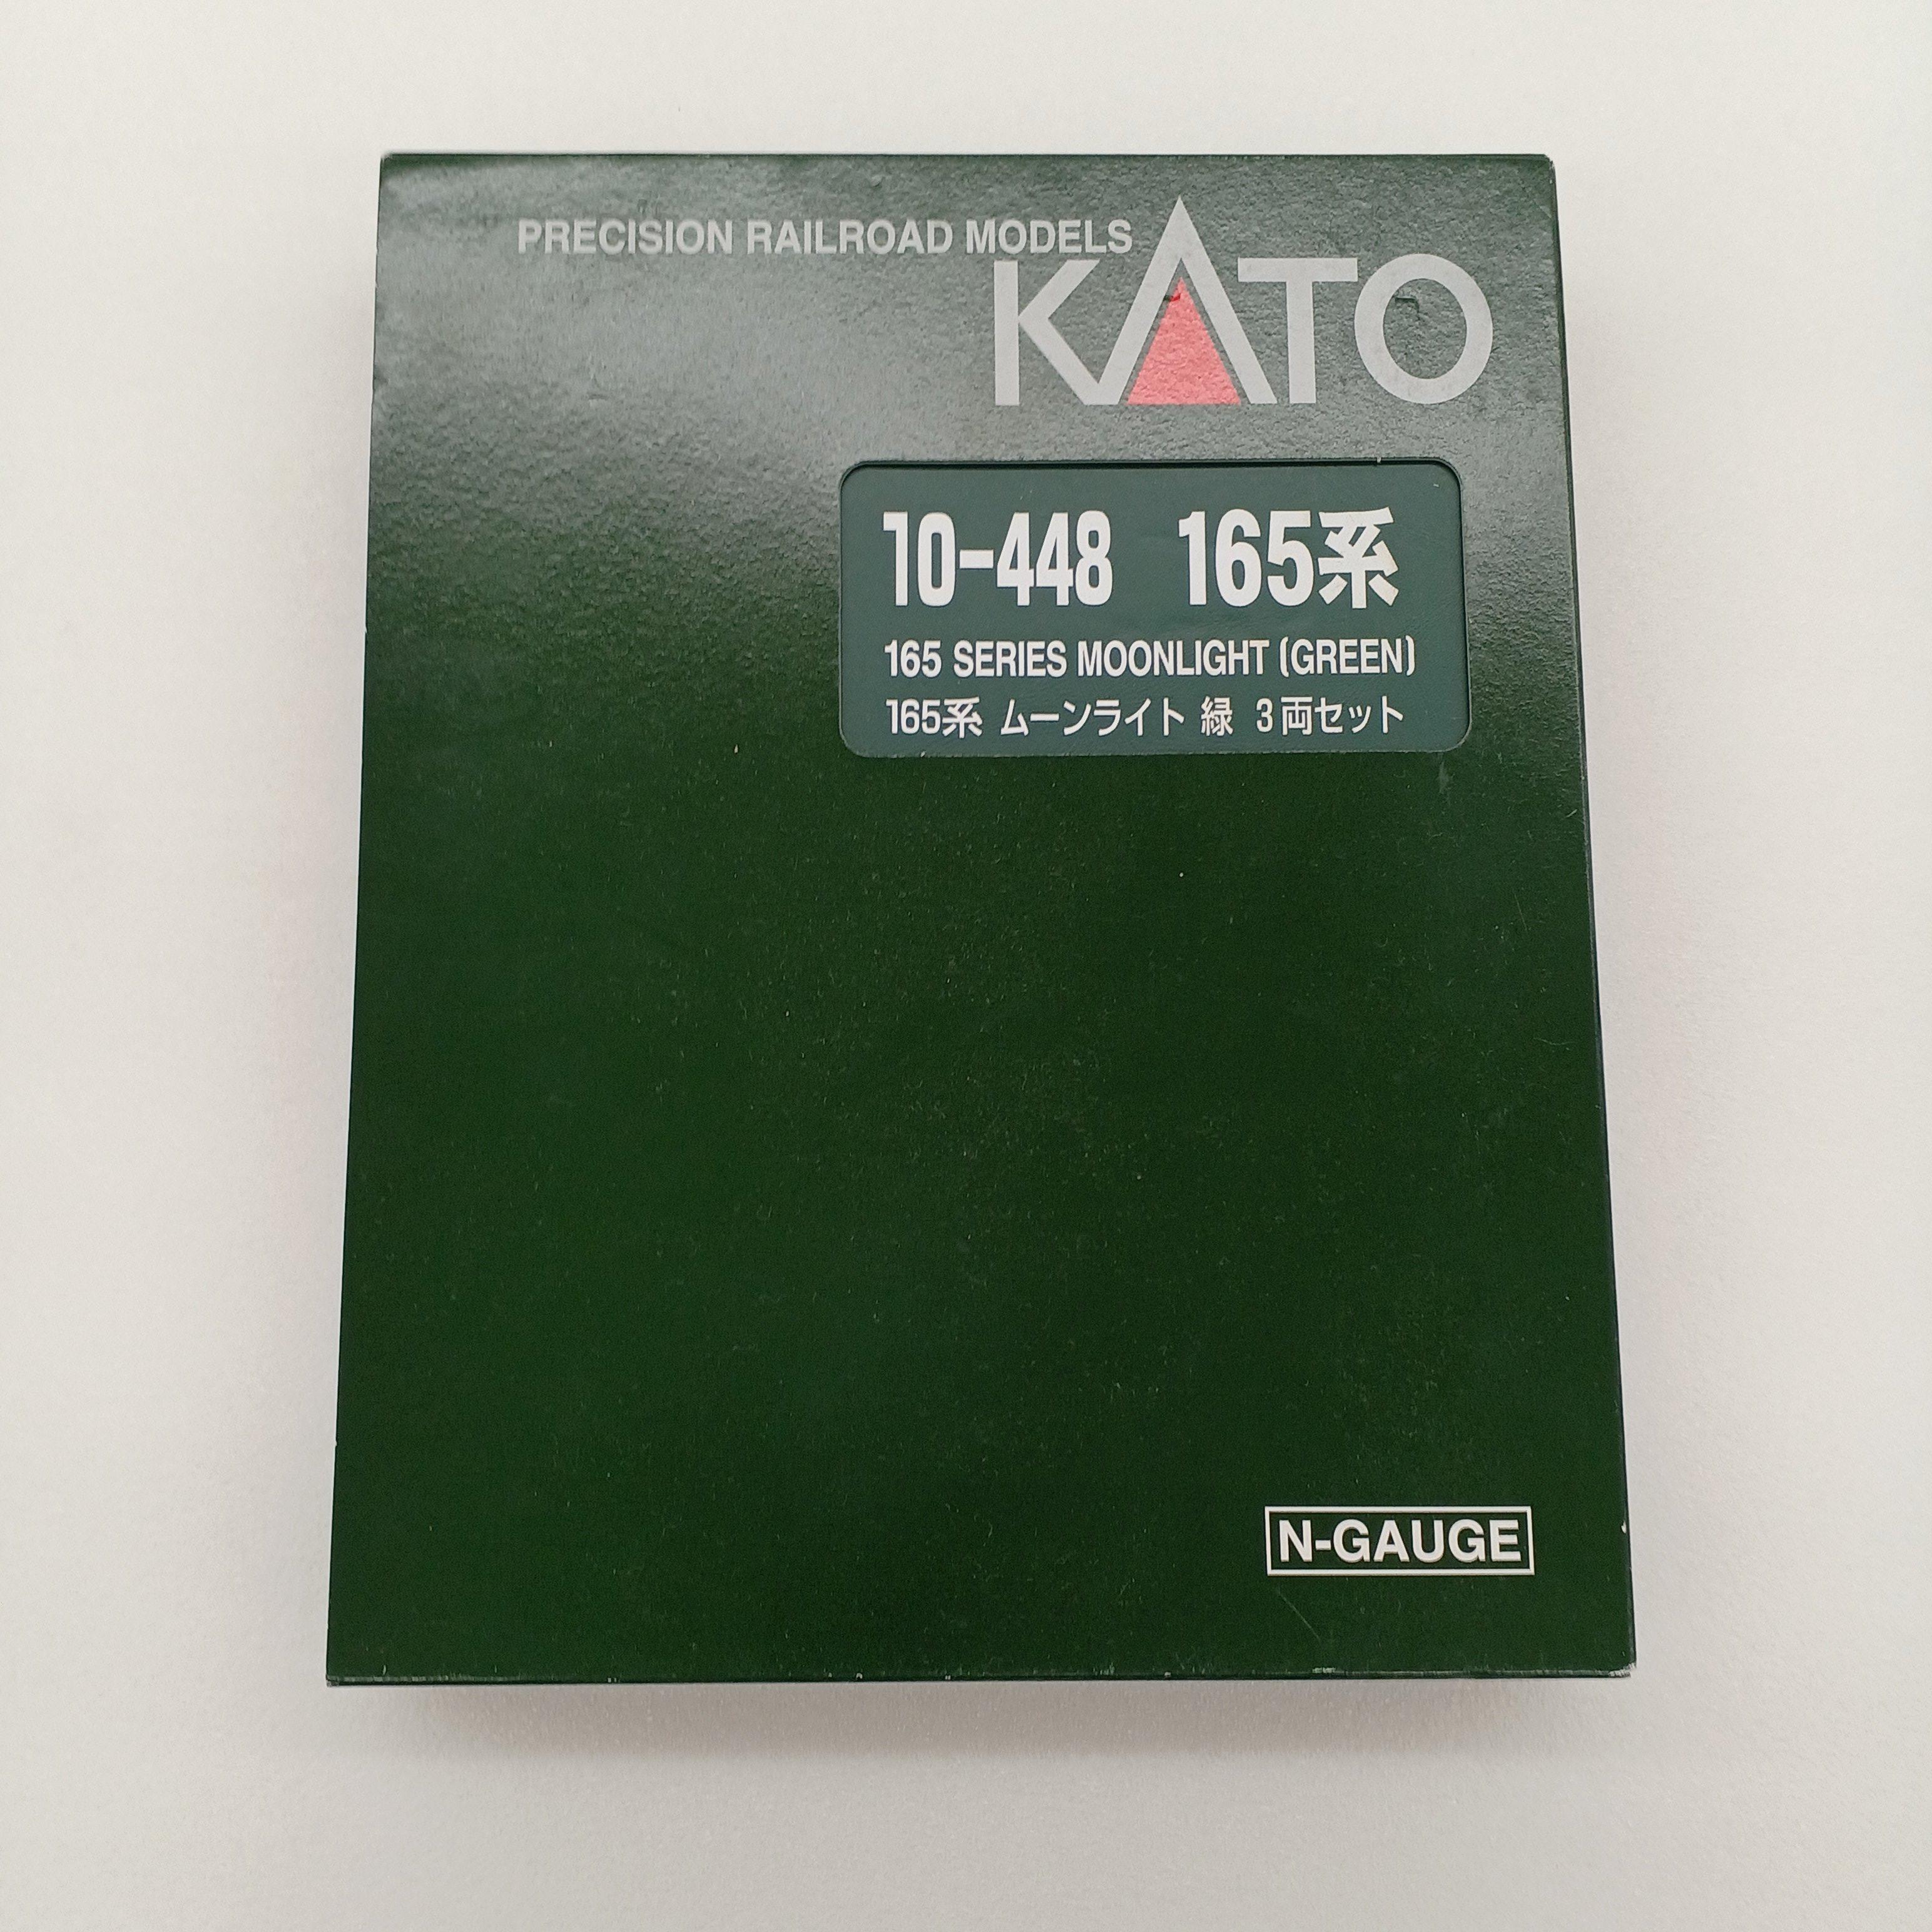 PRECISION RAILROAD MODELS
KATO
10-448 165系
165 SERIES MOONLIGHT (GREEN)
165系 ムーンライト 緑 3両セット
N-GAUGE